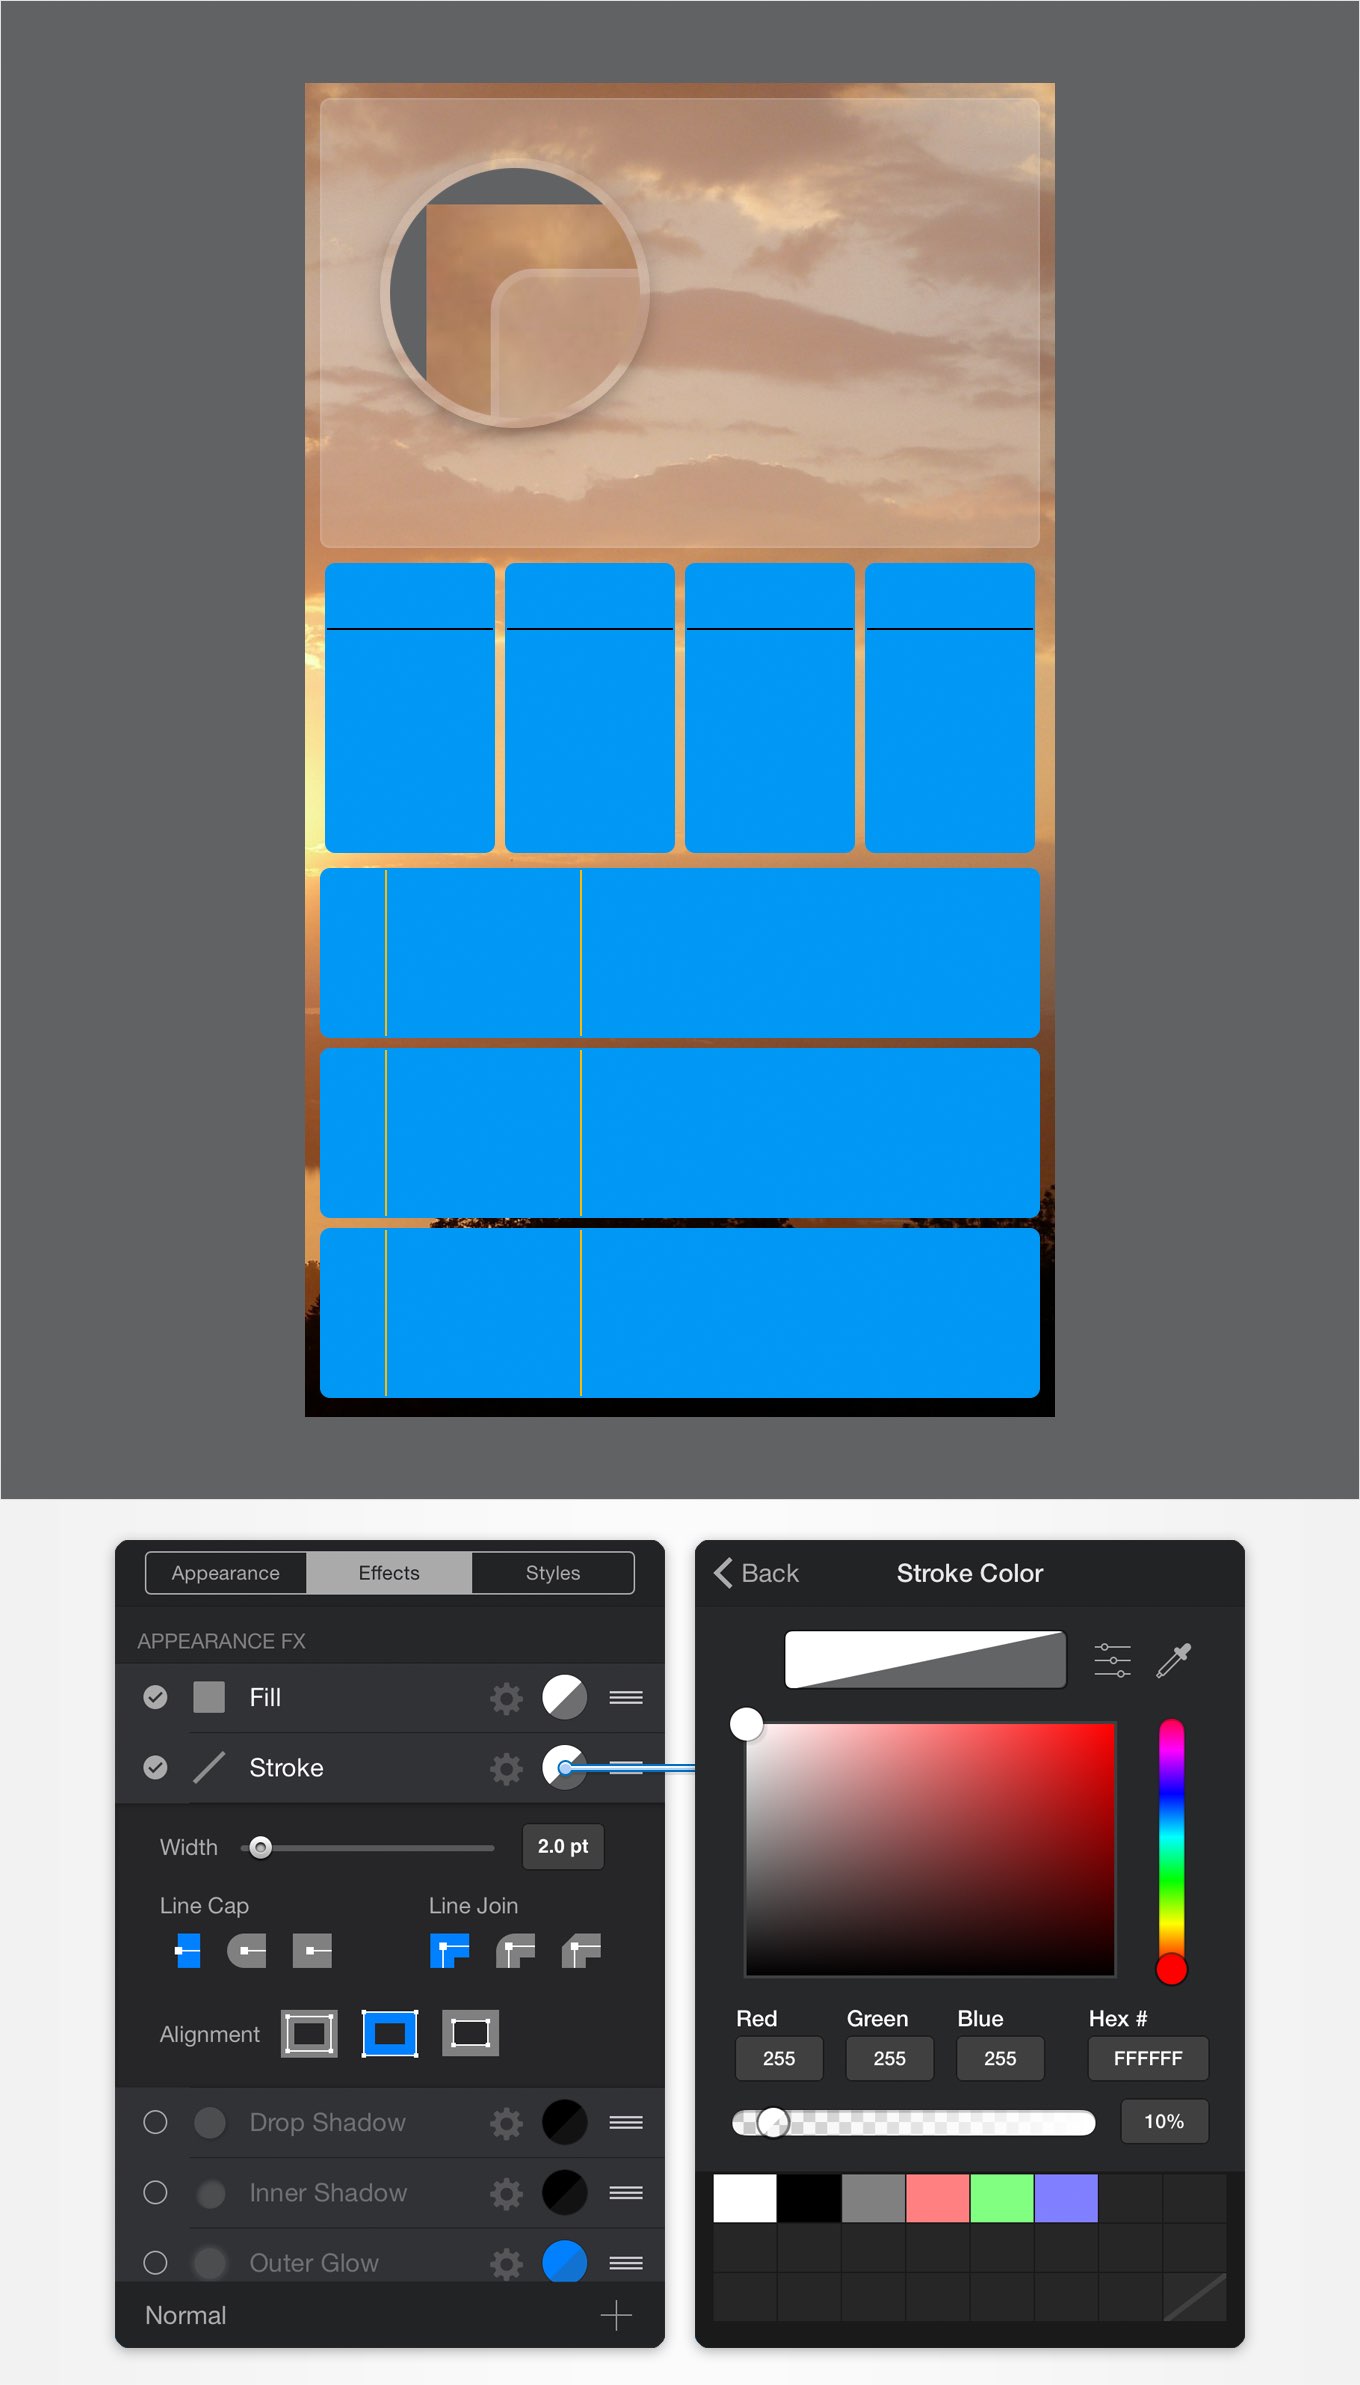 Appearance Effects Styles
APPEARANCE FX
Fill
Stroke
Width 2.0 pt
Line Cap Line Join
Alignment
Drop Shadow
Inner Shadow
Outer Glow
Normal
Back Stroke Color
Red Green Blue Hex #
255 255 255 FFFFFF
10%